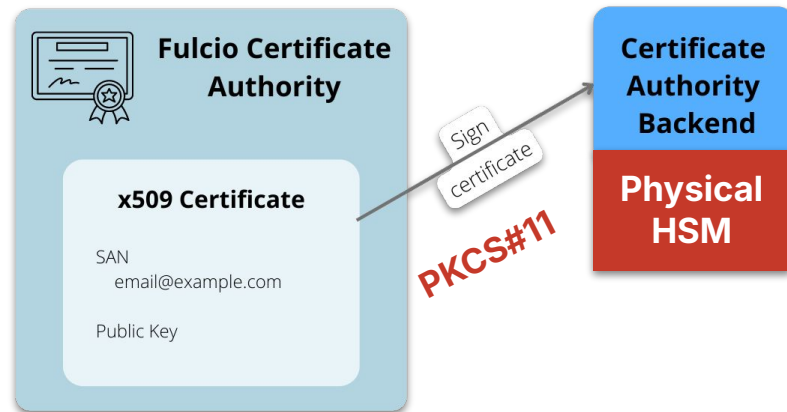 Fulcio Certificate
Authority
x509 Certificate
SAN
email@example.com
Public Key
Sign
certificate
PKCS#11
Certificate
Authority
Backend
Physical
HSM